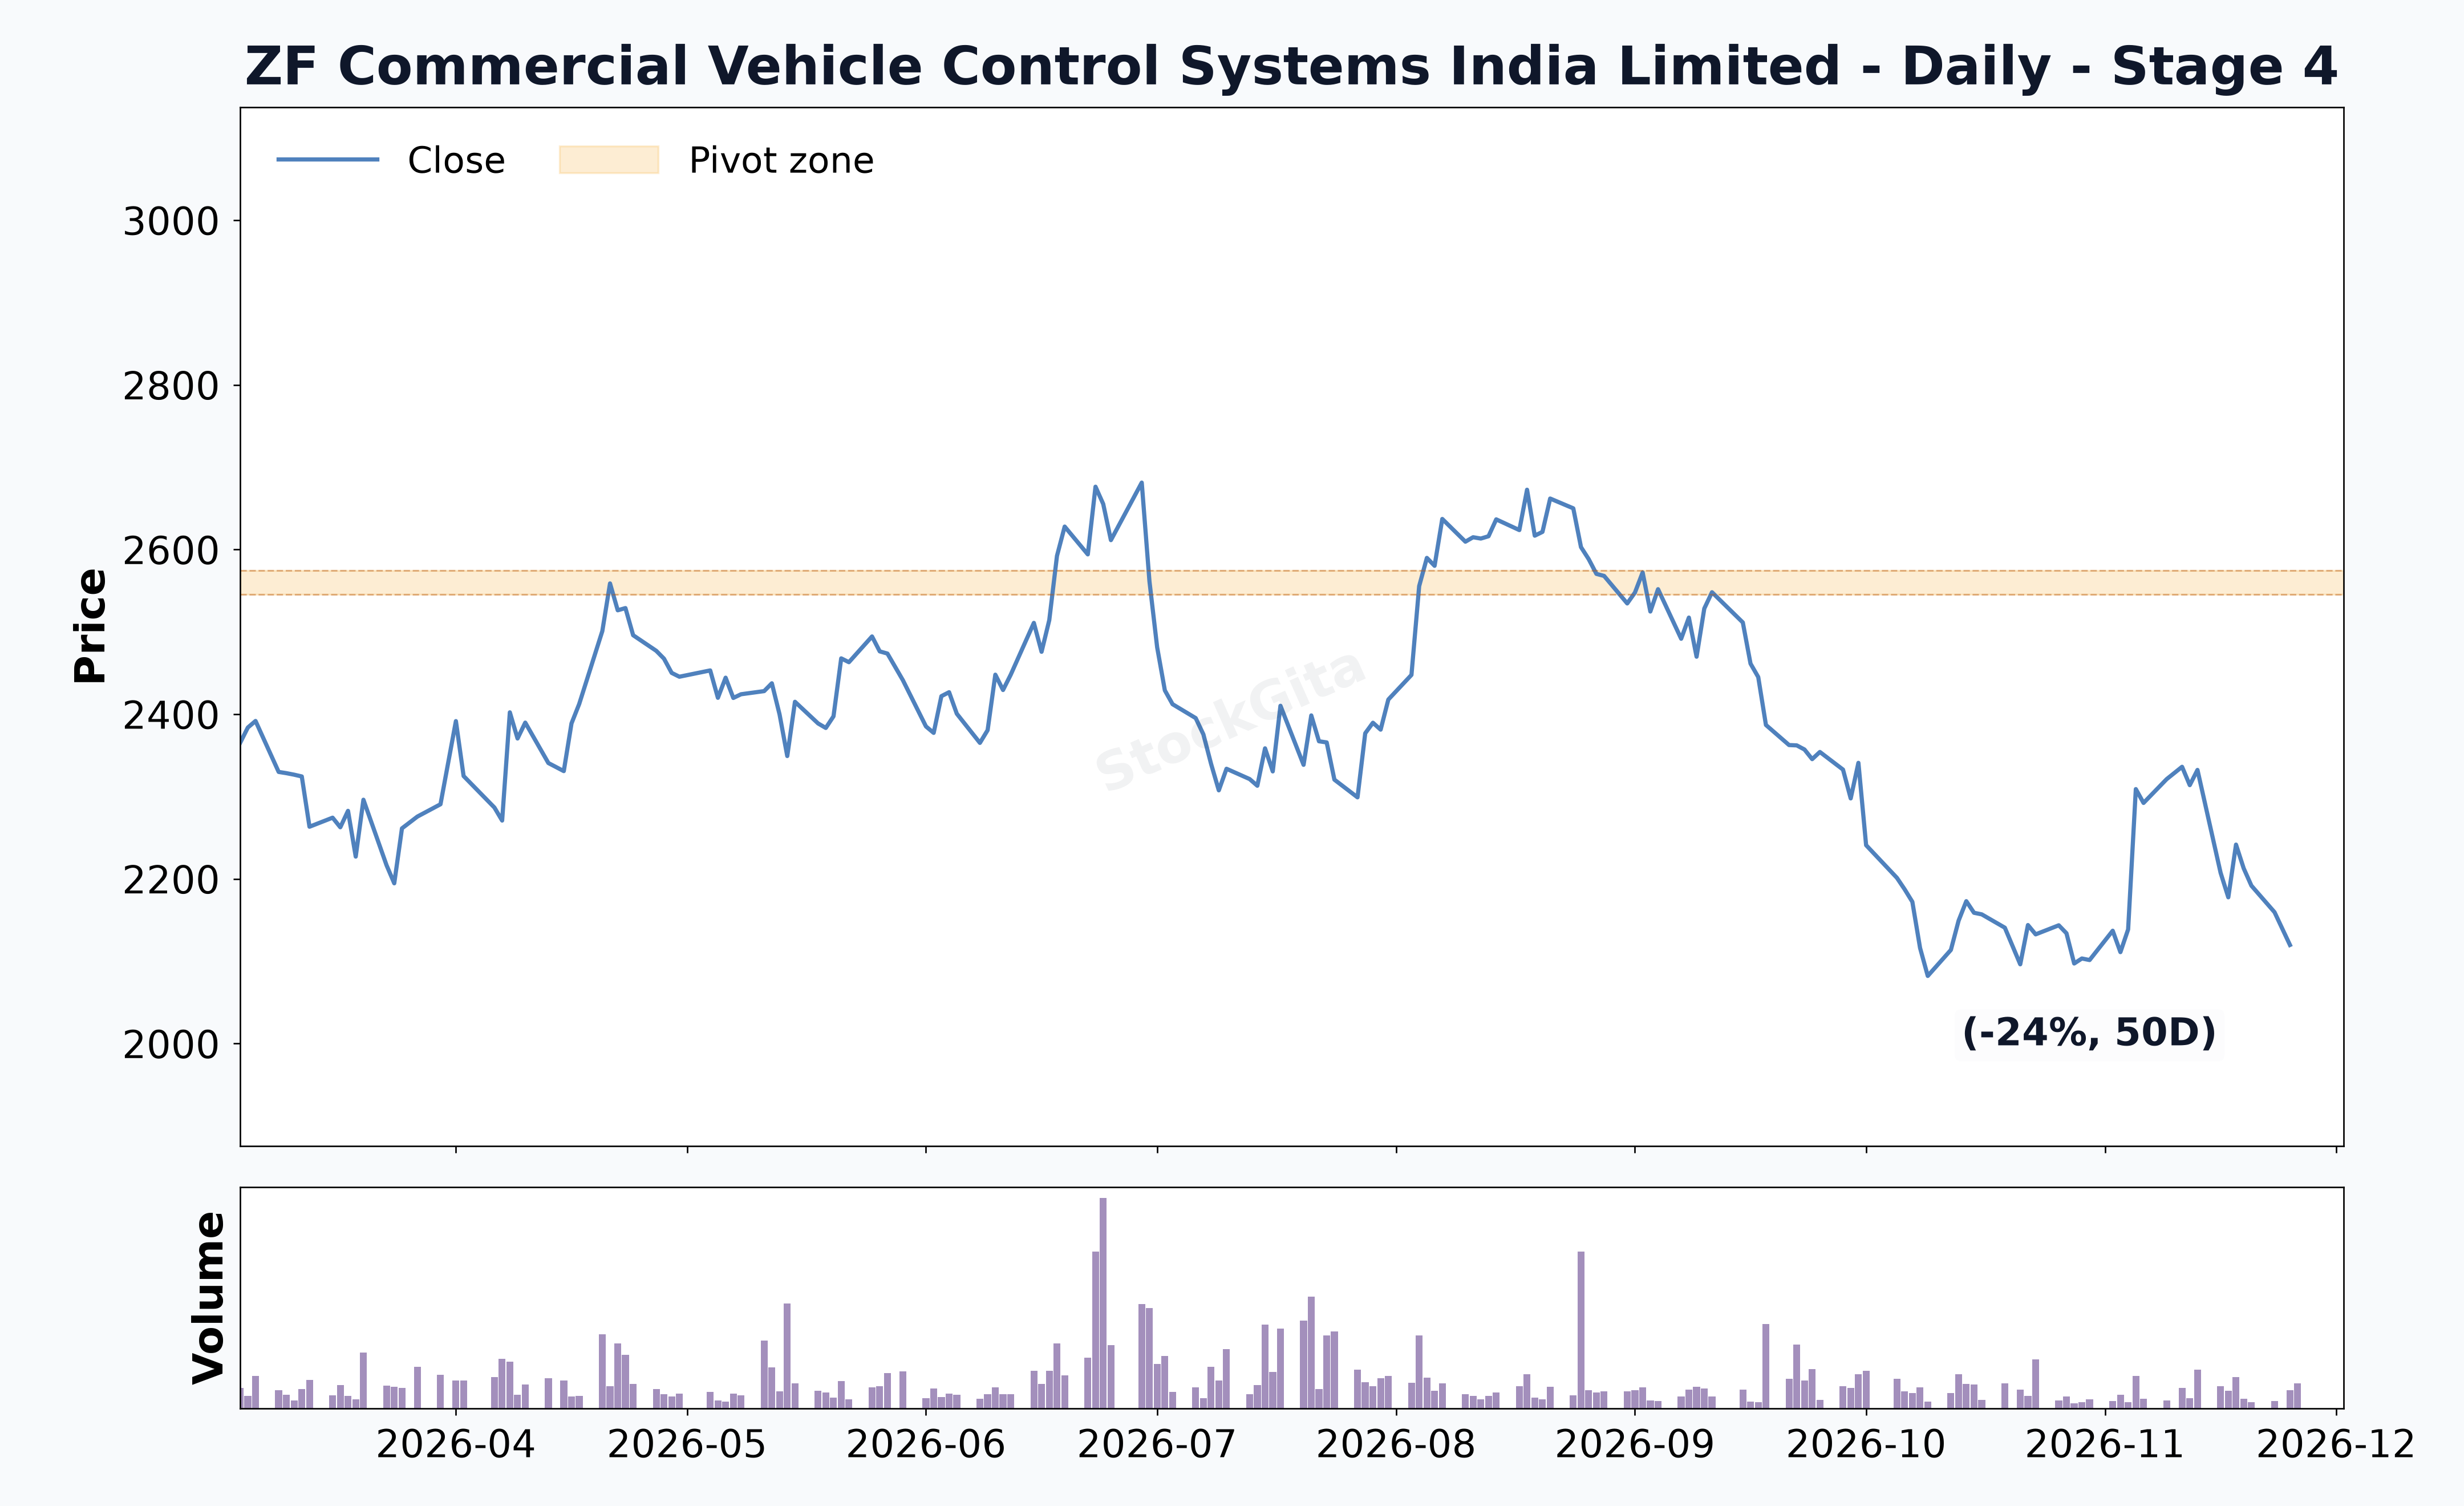 ZF Commercial Vehicle Control Systems India Limited - Daily - Stage 4
Close
Pivot zone
3000
2800
2600
2400
2200
2000
Price
StockGita
(-24%, 50D)
Volume
2026-04
2026-05
2026-06
2026-07
2026-08
2026-09
2026-10
2026-11
2026-12